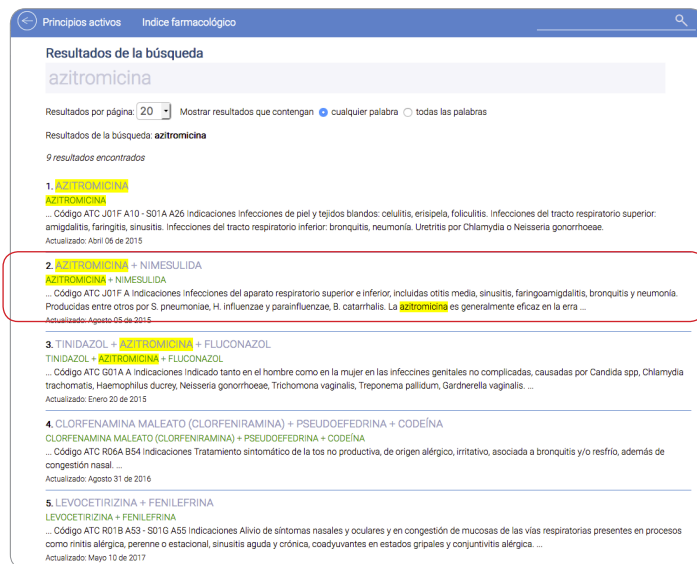 Principios activos Indice farmacológico
Resultados de la búsqueda
azitromicina
Resultados por página: 20 Mostrar resultados que contengan cualquier palabra todas las palabras
Resultados de la búsqueda: azitromicina
9 resultados encontrados
1. AZITROMICINA
AZITROMICINA
... Código ATC J01F A10 - S01A A26 Indicaciones Infecciones de piel y tejidos blandos: celulitis, erisipela, foliculitis. Infecciones del tracto respiratorio superior:
amigdalitis, faringitis, sinusitis. Infecciones del tracto respiratorio inferior: bronquitis, neumonía. Uretritis por Chlamydia o Neisseria gonorrhoeae.
Actualizado: Abril 06 de 2015
2. AZITROMICINA + NIMESULIDA
AZITROMICINA + NIMESULIDA
... Código ATC J01F A Indicaciones Infecciones del aparato respiratorio superior e inferior, incluidas otitis media, sinusitis, faringoamigdalitis, bronquitis y neumonía.
Producidas entre otros por S. pneumoniae, H. influenzae y parainfluenzae, B. catarrhalis. La azitromicina es generalmente eficaz en la erra ...
Actualizado: Agosto 05 de 2015
3. TINIDAZOL + AZITROMICINA + FLUCONAZOL
TINIDAZOL + AZITROMICINA + FLUCONAZOL
... Código ATC G01A A Indicaciones Indicado tanto en el hombre como en la mujer en las infeccines genitales no complicadas, causadas por Candida spp, Chlamydia
trachomatis, Haemophilus ducrey, Neisseria gonorrhoeae, Trichomona vaginalis, Treponema pallidum, Gardnerella vaginalis. ...
Actualizado: Enero 20 de 2015
4. CLORFENAMINA MALEATO (CLORFENIRAMINA) + PSEUDOEFEDRINA + CODEÍNA
CLORFENAMINA MALEATO (CLORFENIRAMINA) + PSEUDOEFEDRINA + CODEÍNA
... Código ATC R06A B54 Indicaciones Tratamiento sintomático de la tos no productiva, de origen alérgico, irritativo, asociada a bronquitis y/o resfrío, además de
congestión nasal. ...
Actualizado: Agosto 31 de 2016
5. LEVOCETIRIZINA + FENILEFRINA
LEVOCETIRIZINA + FENILEFRINA
... Código ATC R01B A53 - S01G A55 Indicaciones Alivio de síntomas nasales y oculares y en congestión de mucosas de las vías respiratorias presentes en procesos
como rinitis alérgica, perenne o estacional, sinusitis aguda y crónica, coadyuvantes en estados gripales y conjuntivitis alérgica. ...
Actualizado: Mayo 10 de 2017